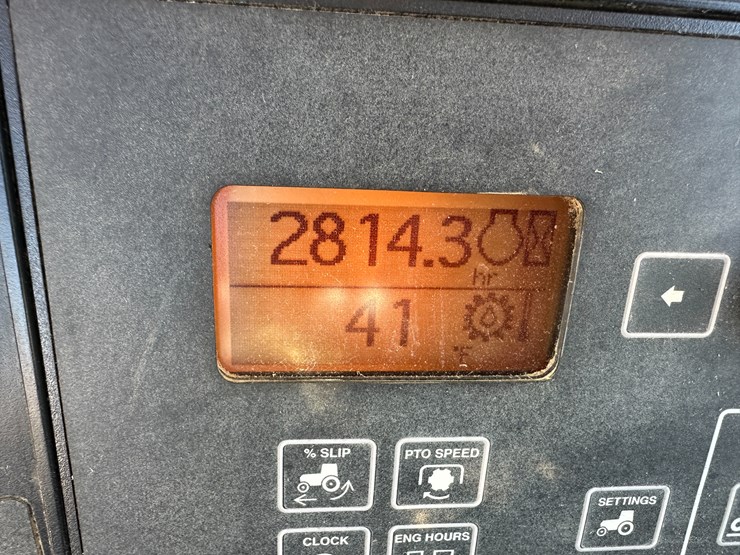 2814.3
hr
41
°F
% SLIP
PTO SPEED
SETTINGS
CLOCK
ENG HOURS